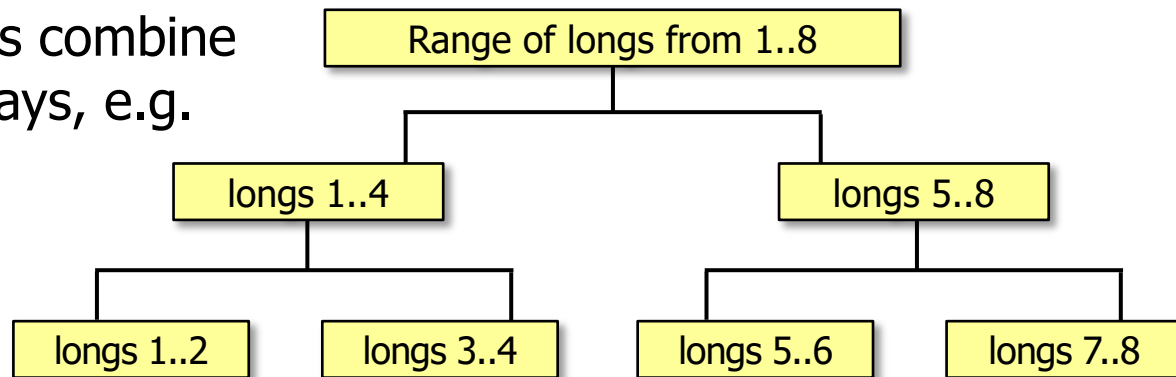 s combine
ays, e.g.
Range of longs from 1..8
longs 1..4
longs 5..8
longs 1..2
longs 3..4
longs 5..6
longs 7..8